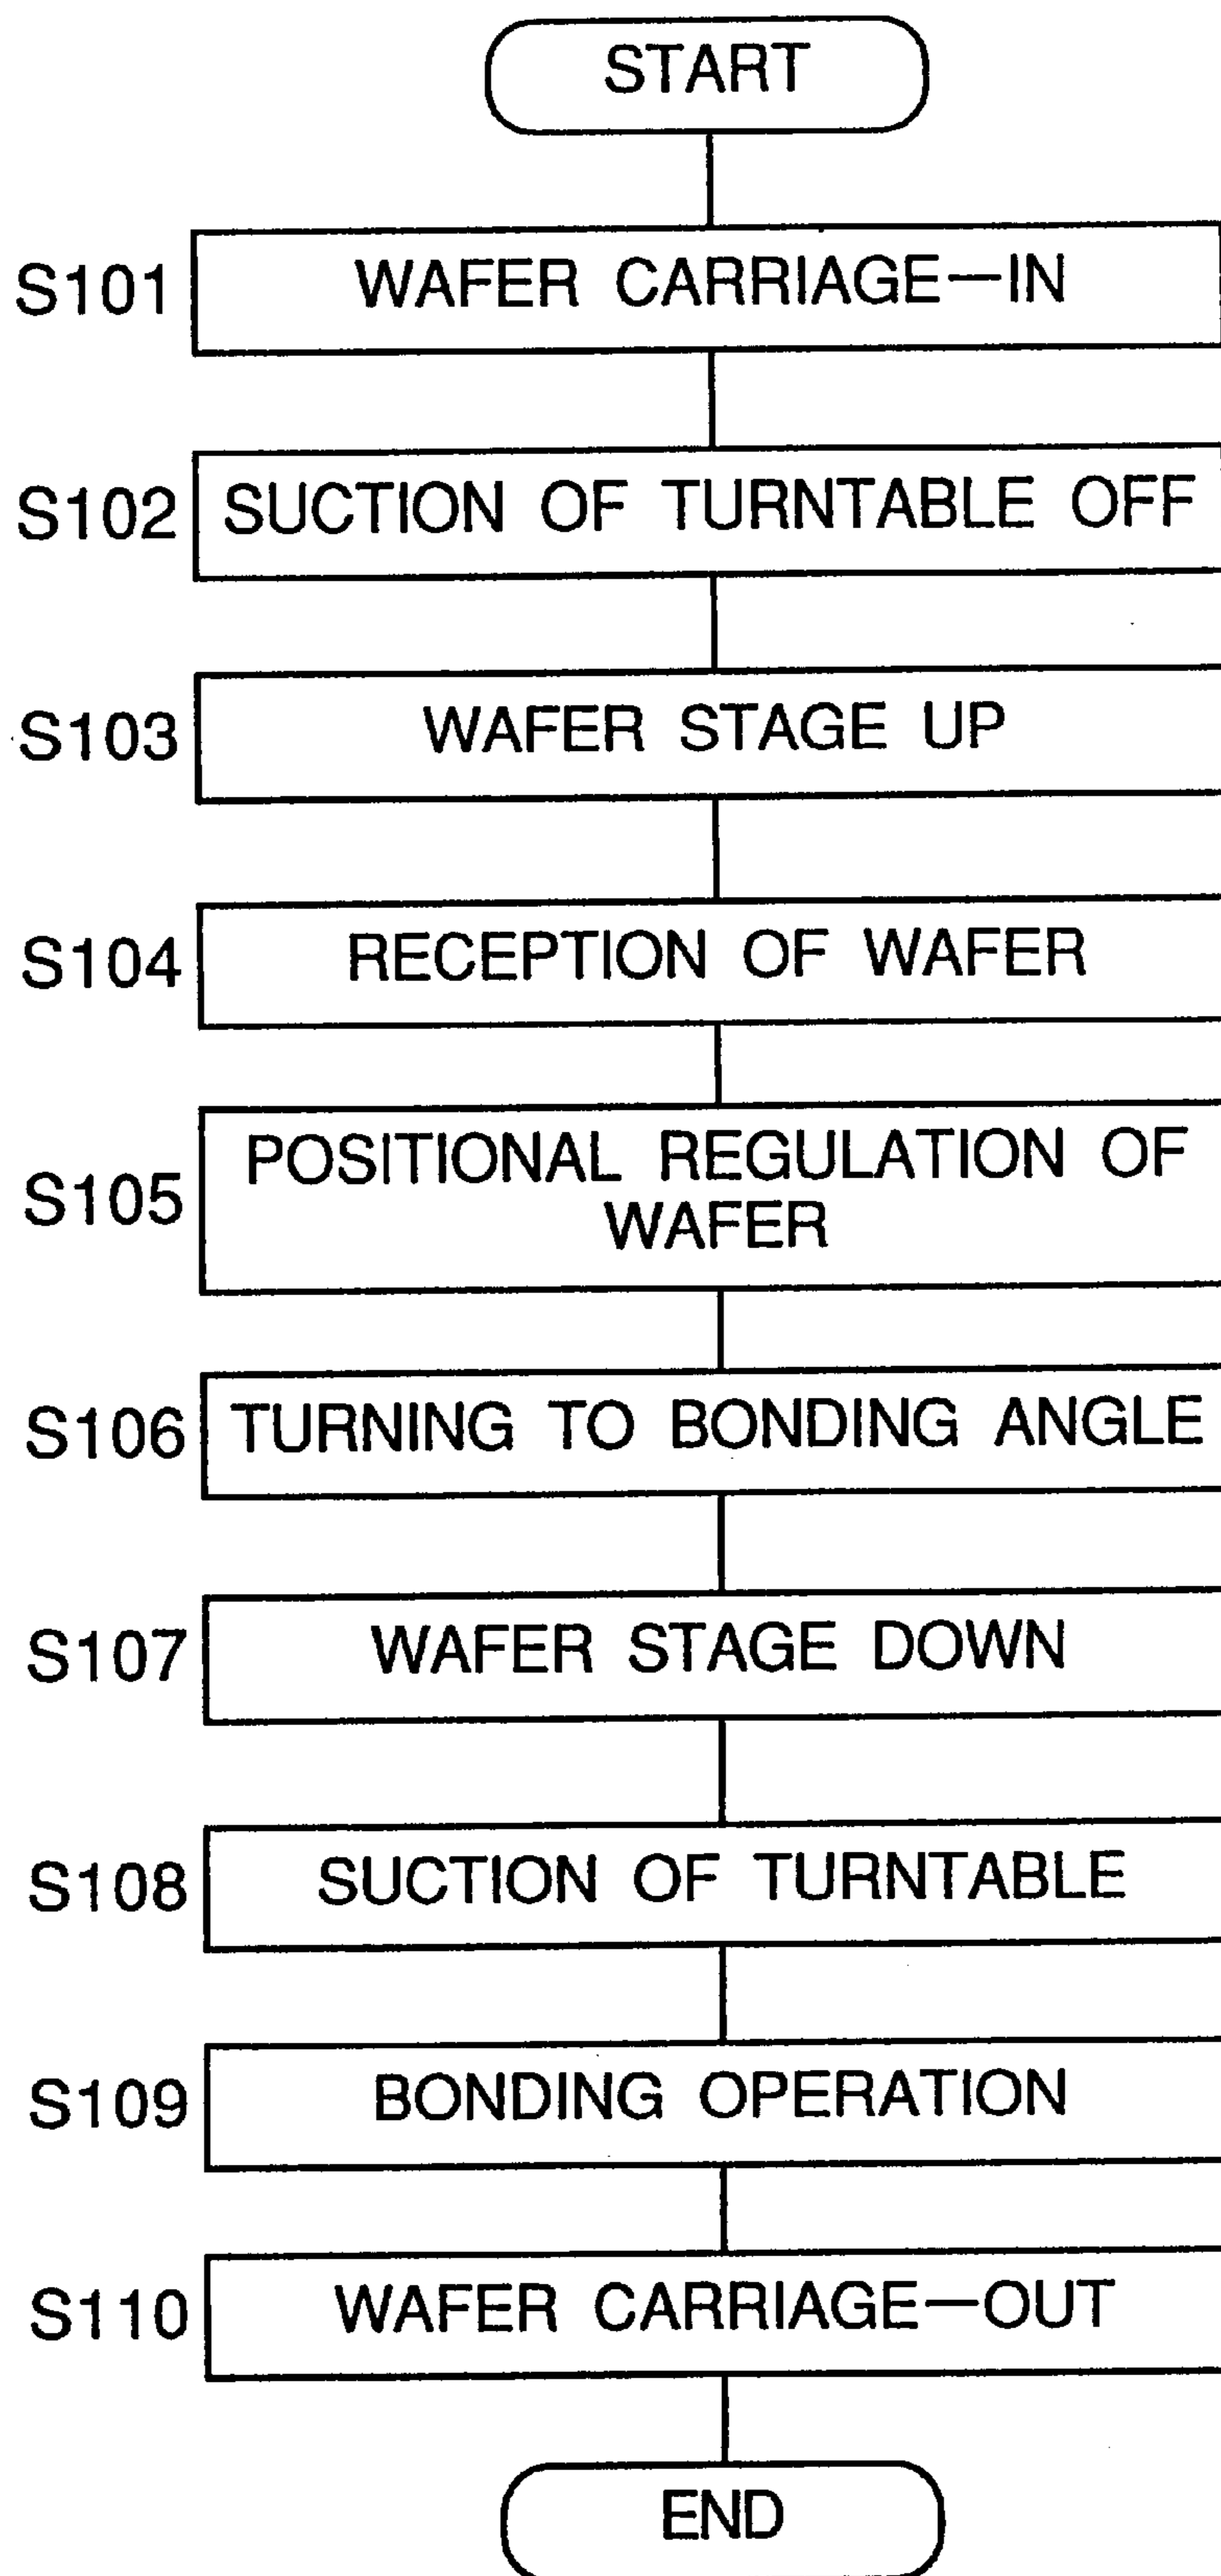 START
S101 WAFER CARRIAGE—IN
S102 SUCTION OF TURNTABLE OFF
S103 WAFER STAGE UP
S104 RECEPTION OF WAFER
S105 POSITIONAL REGULATION OF
WAFER
S106 TURNING TO BONDING ANGLE
S107 WAFER STAGE DOWN
S108 SUCTION OF TURNTABLE
S109 BONDING OPERATION
S110 WAFER CARRIAGE—OUT
END